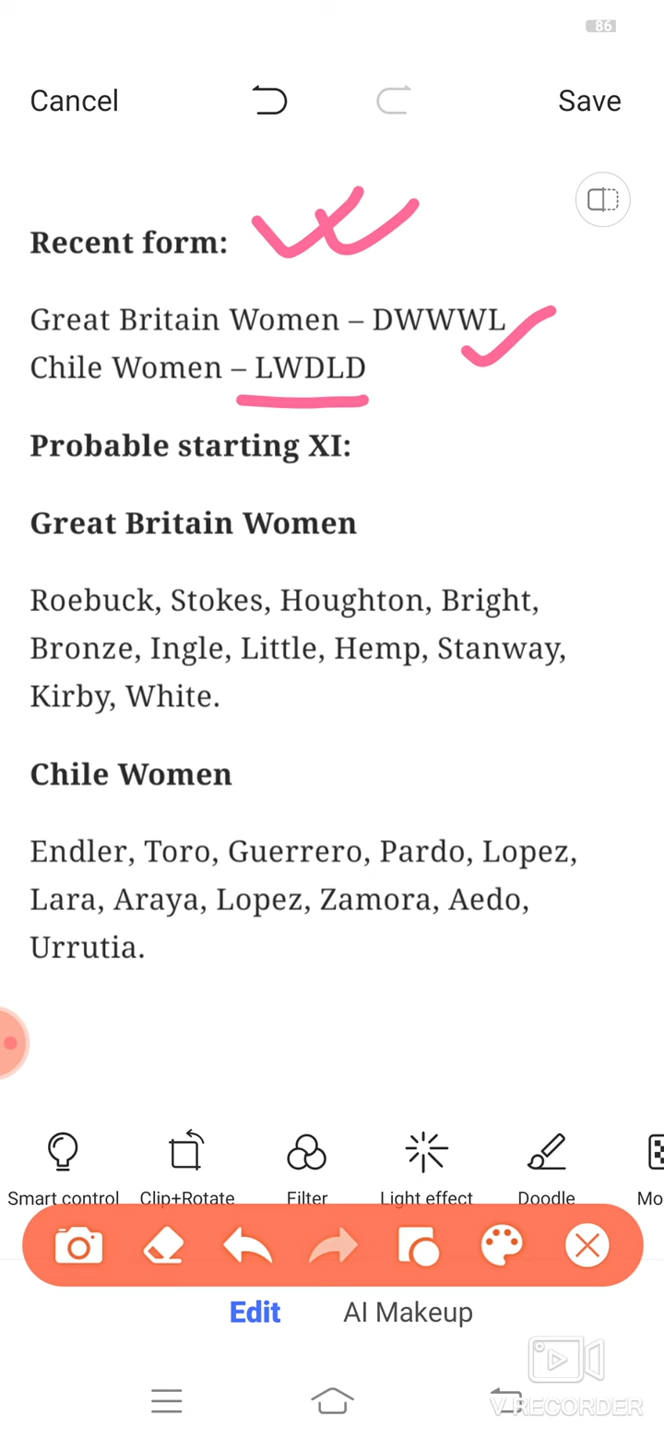 86
Cancel
Save
Recent form:
Great Britain Women – DWWWL
Chile Women – LWDLD
Probable starting XI:
Great Britain Women
Roebuck, Stokes, Houghton, Bright,
Bronze, Ingle, Little, Hemp, Stanway,
Kirby, White.
Chile Women
Endler, Toro, Guerrero, Pardo, Lopez,
Lara, Araya, Lopez, Zamora, Aedo,
Urrutia.
Smart control Clip+Rotate Filter Light effect Doodle Mo
Edit AI Makeup
V RECORDER